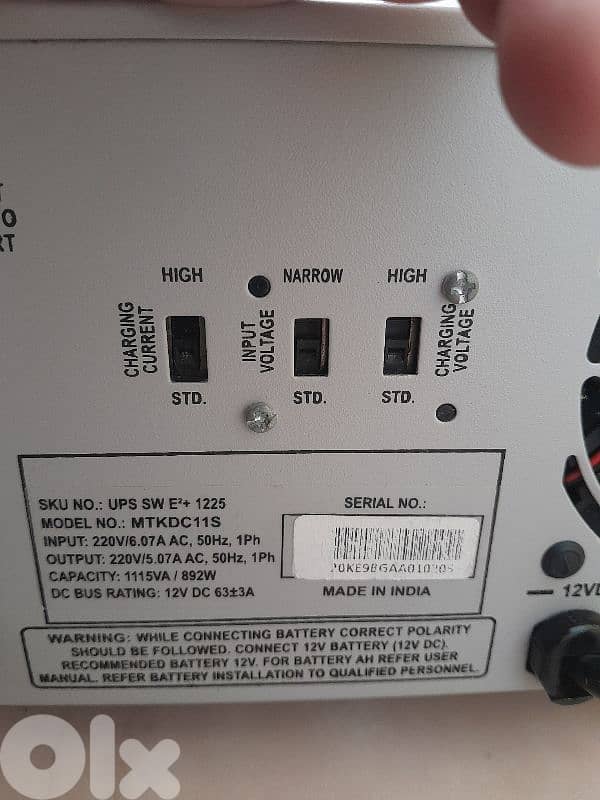 HIGH
NARROW
HIGH
CHARGING
CURRENT
INPUT
VOLTAGE
CHARGING
VOLTAGE
STD.
STD.
STD.
SKU NO.: UPS SW E²+ 1225
MODEL NO.: MTKDC11S
INPUT: 220V/6.07A AC, 50Hz, 1Ph
OUTPUT: 220V/5.07A AC, 50Hz, 1Ph
CAPACITY: 1115VA / 892W
DC BUS RATING: 12V DC 63±3A
SERIAL NO.:
MADE IN INDIA
WARNING: WHILE CONNECTING BATTERY CORRECT POLARITY
SHOULD BE FOLLOWED. CONNECT 12V BATTERY (12V DC).
RECOMMENDED BATTERY 12V. FOR BATTERY AH REFER USER
MANUAL. REFER BATTERY INSTALLATION TO QUALIFIED PERSONNEL.
olx